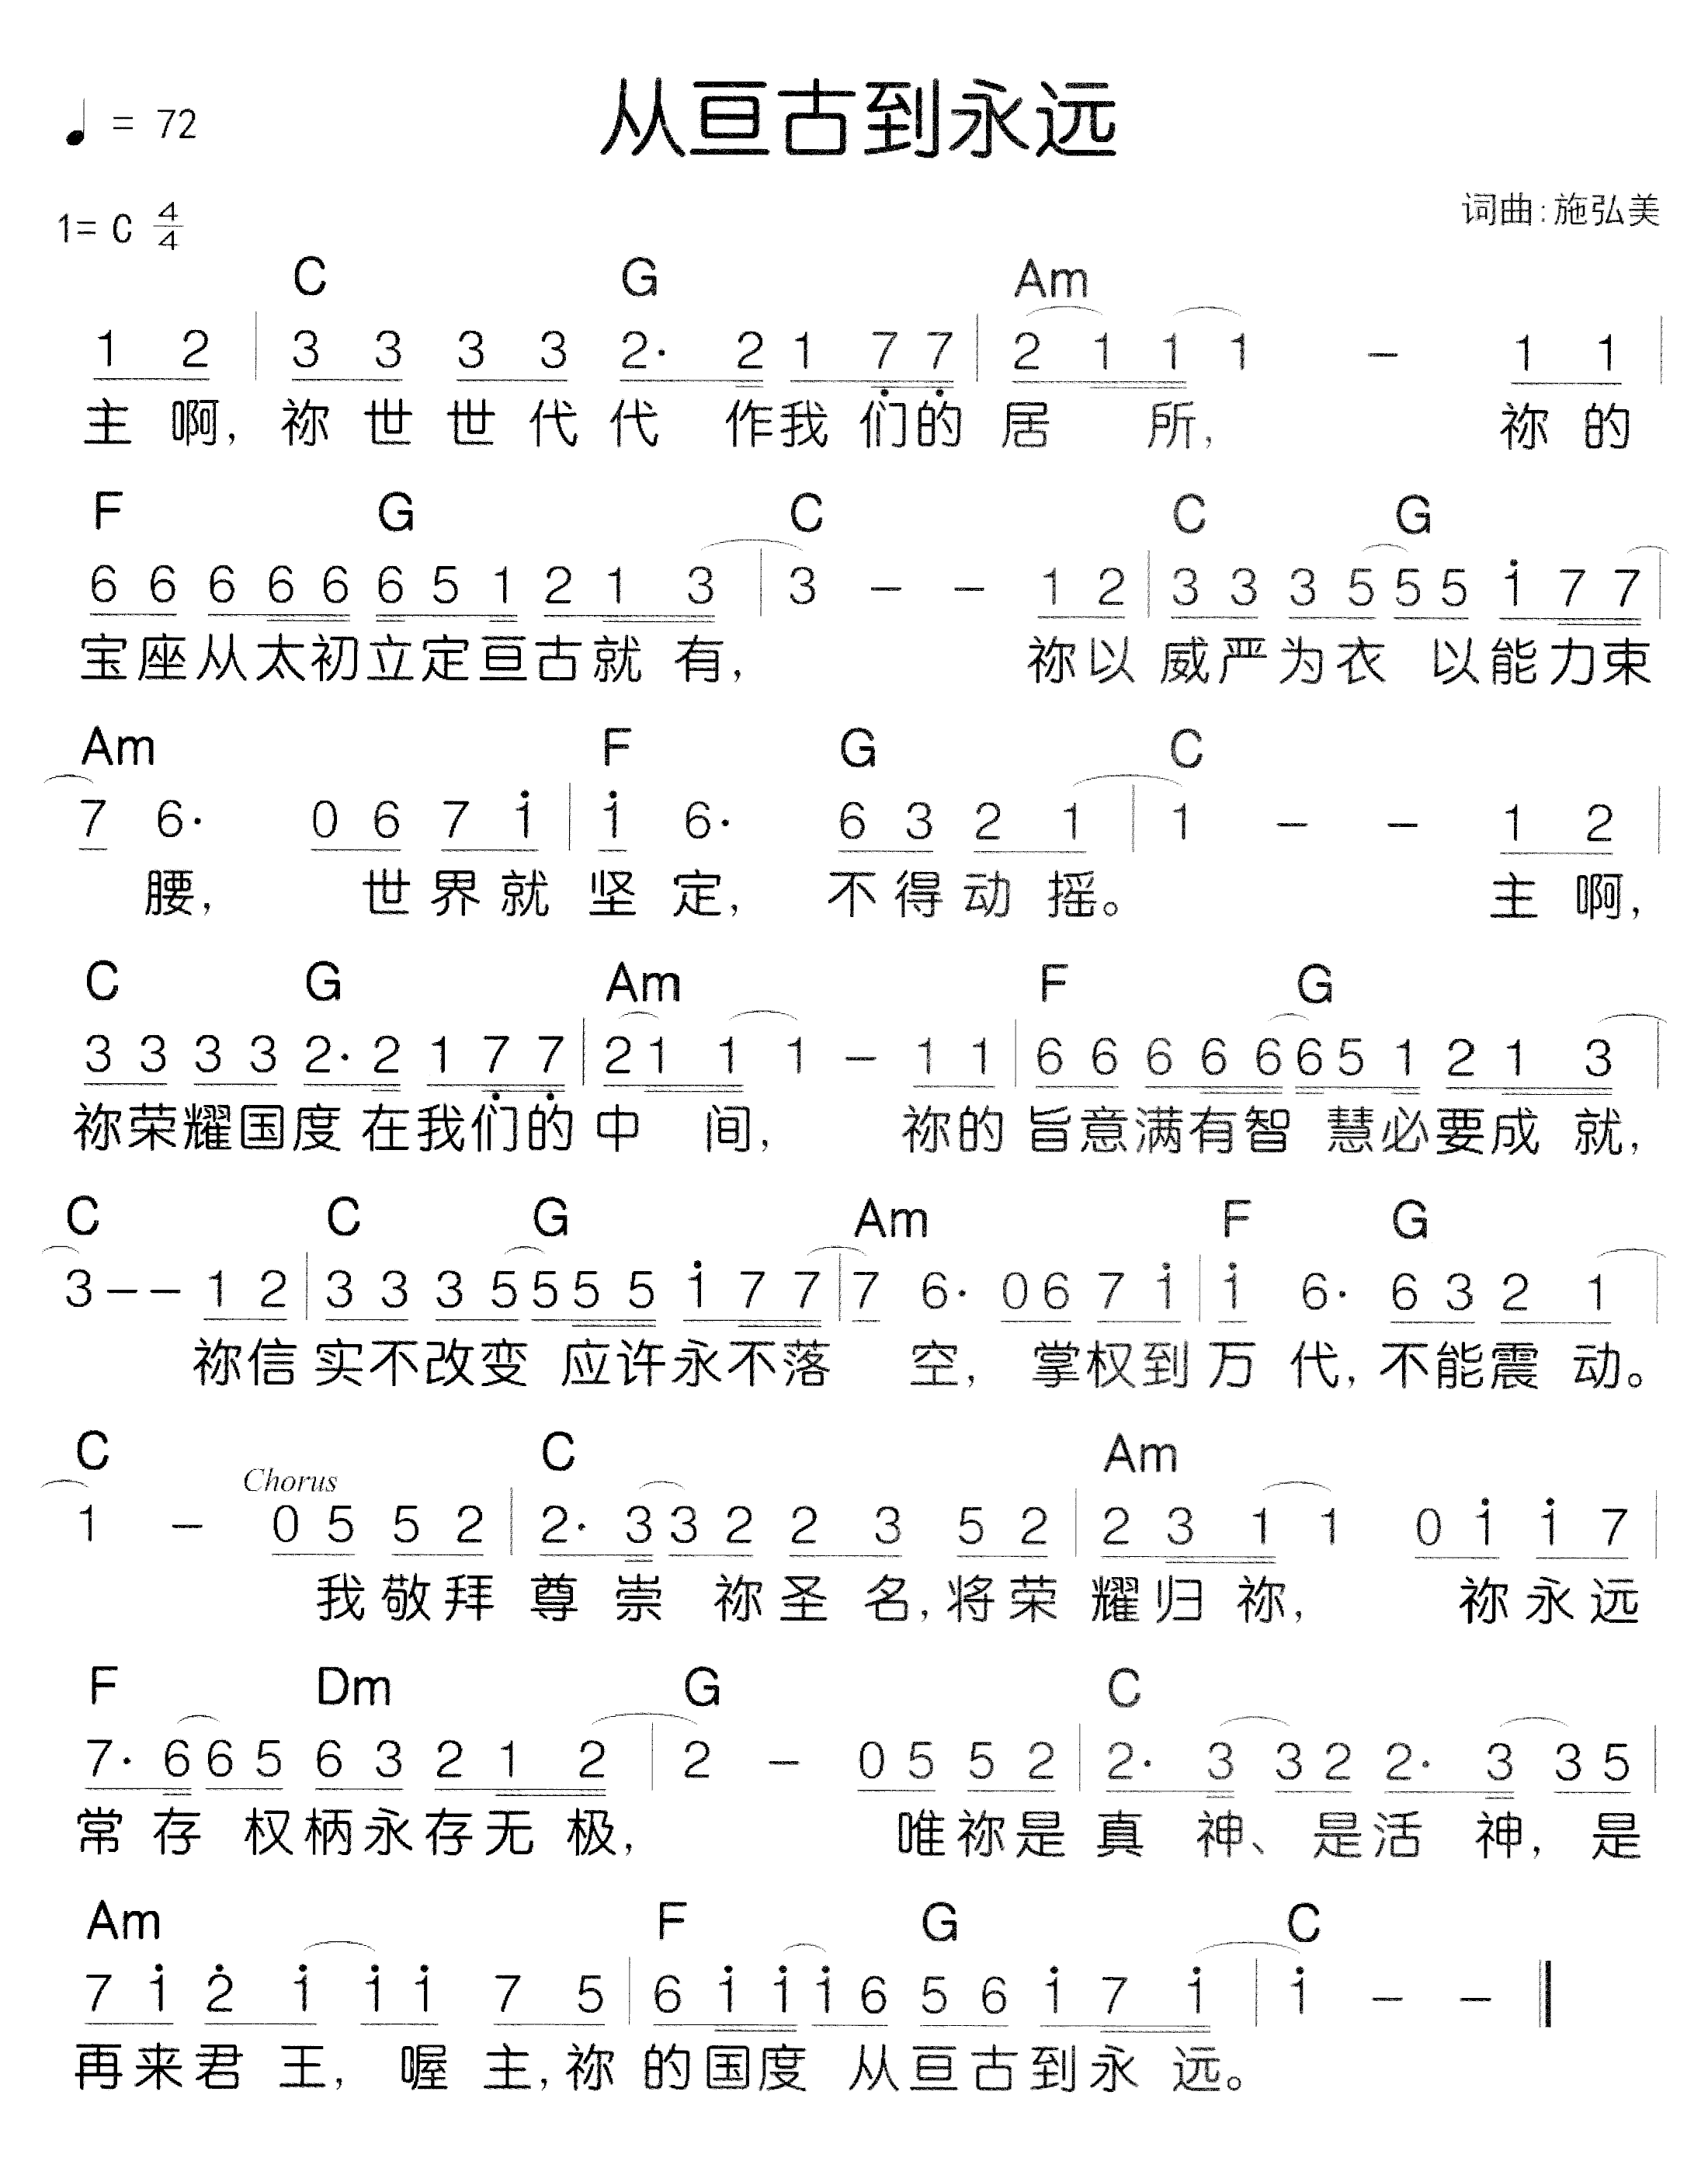 从亘古到永远
♩ = 72
1= C 4/4
词曲:施弘美
C G Am
1 2 | 3 3 3 3 2· 2 1 7̣ 7̣ | 2 1 1 1 – 1 1 |
主 啊, 祢 世 世 代 代 作 我 们 的 居 所, 祢 的
F G C C G
6 6 6 6 6 6 5 1 2 1 3 | 3 – – 1 2 | 3 3 3 5 5 5 1̇ 7 7 |
宝座从太初立定亘古就 有, 祢以 威严为衣 以能力束
Am F G C
7 6· 0 6 7 1̇ | 1̇ 6· 6 3 2 1 | 1 – – 1 2 |
腰, 世 界 就 坚 定, 不 得 动 摇。 主 啊,
C G Am F G
3 3 3 3 2· 2 1 7̣ 7̣ | 2 1 1 1 – 1 1 | 6 6 6 6 6 6 5 1 2 1 3 |
祢荣耀国度 在我们的 中 间, 祢的 旨意满有智 慧必要成 就,
C C G Am F G
3 – – 1 2 | 3 3 3 5 5 5 5 1̇ 7 7 | 7 6· 0 6 7 1̇ | 1̇ 6· 6 3 2 1 |
祢信 实不改变 应许永不落 空, 掌权到 万 代, 不能震 动。
C Chorus C Am
1 – 0 5 5 2 | 2· 3 3 2 2 3 5 2 | 2 3 1 1 0 1̇ 1̇ 7 |
我 敬 拜 尊 崇 祢 圣 名, 将 荣 耀 归 祢, 祢 永 远
F Dm G C
7· 6 6 5 6 3 2 1 2 | 2 – 0 5 5 2 | 2· 3 3 2 2· 3 3 5 |
常 存 权柄永存无 极, 唯祢是 真 神、是活 神, 是
Am F G C
7 1̇ 2̇ 1̇ 1̇ 1̇ 7 5 | 6 1̇ 1̇ 1̇ 6 5 6 1̇ 7 1̇ | 1̇ – –
再来君 王, 喔 主, 祢 的国度 从亘古到永 远。